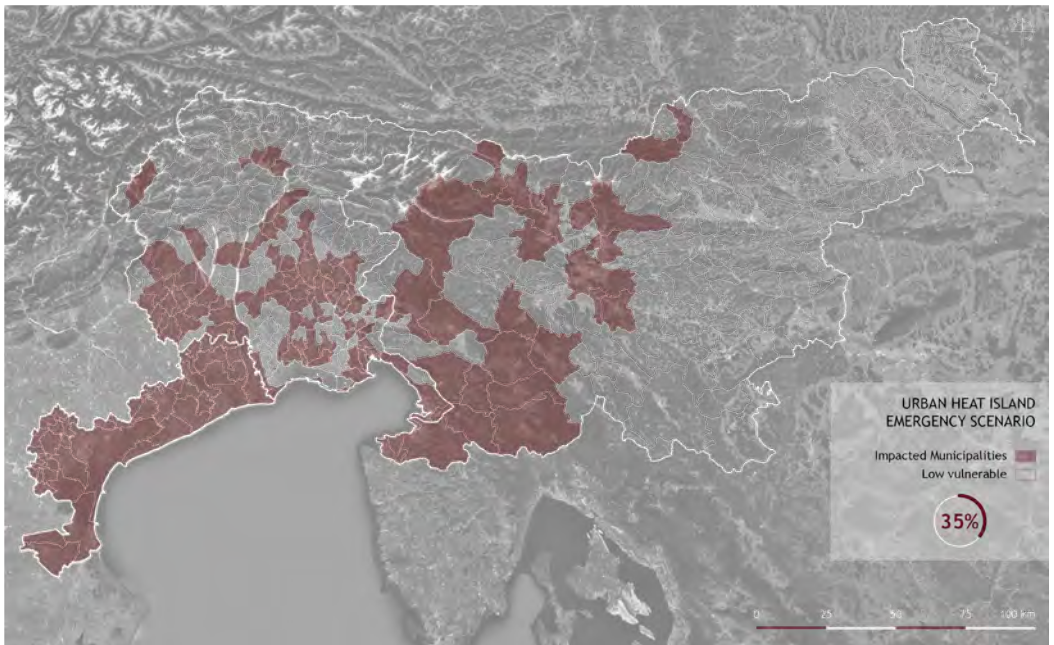 URBAN HEAT ISLAND
EMERGENCY SCENARIO
Impacted Municipalities
Low vulnerable
35%
0 25 50 75 100 km